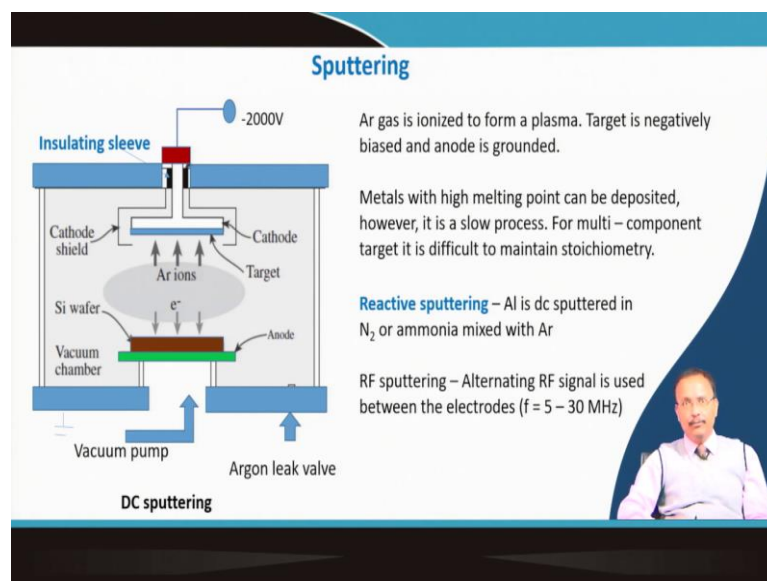 Sputtering
-2000V
Insulating sleeve
Cathode
shield
Cathode
Target
Ar ions
e-
Si wafer
Anode
Vacuum
chamber
Vacuum pump
Argon leak valve
DC sputtering
Ar gas is ionized to form a plasma. Target is negatively
biased and anode is grounded.
Metals with high melting point can be deposited,
however, it is a slow process. For multi – component
target it is difficult to maintain stoichiometry.
Reactive sputtering – Al is dc sputtered in
N2 or ammonia mixed with Ar
RF sputtering – Alternating RF signal is used
between the electrodes (f = 5 – 30 MHz)